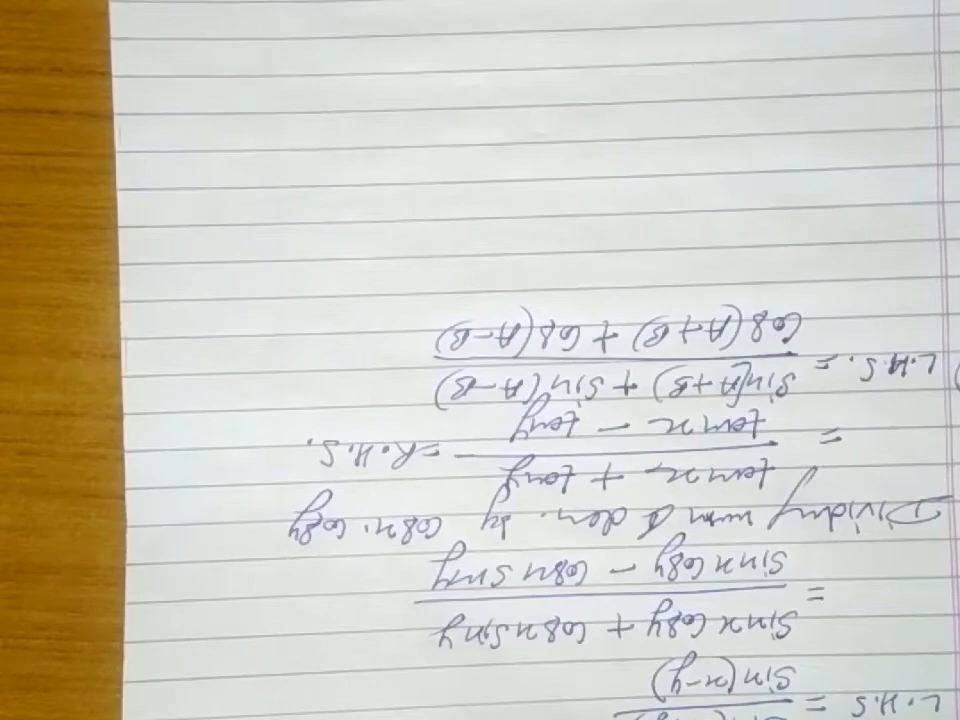 L.H.S =
Sin(x-y)
= Sinx Cosy + Cosx Siny
Sinx Cosy - Cosx Siny
Dividing num & den. by Cosx. Cosy
= tanx + tany
tanx - tany = R.H.S.
L.H.S. = Sin(A+B) + Sin(A-B)
Cos(A+B) + Cos(A-B)